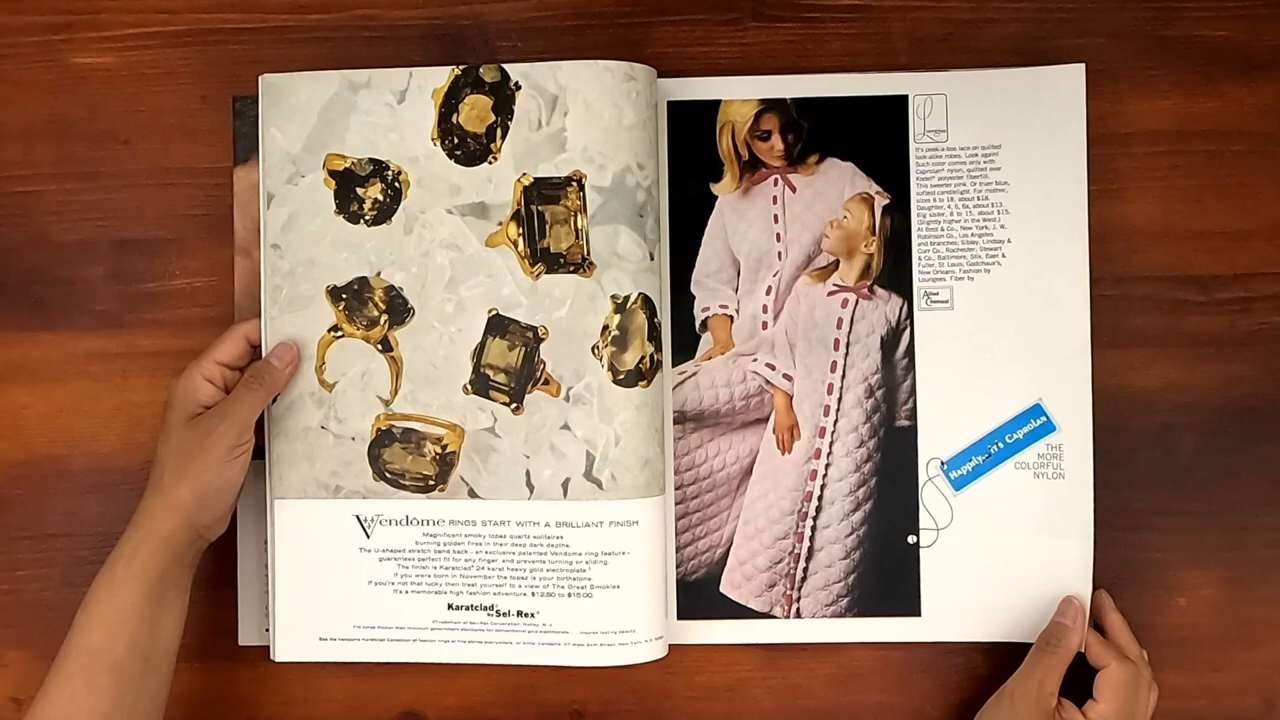 Vendôme RINGS START WITH A BRILLIANT FINISH
Magnificent smoky topaz quartz solitaires
burning golden fires in their deep dark depths.
The U-shaped stretch band back—an exclusive patented Vendome ring feature—
guarantees perfect fit for any finger, and prevents turning or sliding.
The finish is Karatclad® 24 karat heavy gold electroplate.‡
If you were born in November the topaz is your birthstone.
If you're not that lucky then treat yourself to a view of The Great Smokies.
It's a memorable high fashion adventure. $12.50 to $15.00
Karatclad®
by Sel-Rex®
®Trademark of Sel-Rex Corporation, Nutley, N. J.
It's peek-a-boo lace on quilted
look-alike robes. Look again!
Such color comes only with
Caprolan® nylon, quilted over
Kodel® polyester fiberfill.
This sweeter pink. Or truer blue,
softest candlelight. For mother,
sizes 8 to 18, about $18.
Daughter, 4, 6, 6x, about $13.
Big sister, 8 to 15, about $15.
(Slightly higher in the West.)
At Best & Co., New York; J. W.
Robinson Co., Los Angeles
and branches; Sibley, Lindsay &
Curr Co., Rochester; Stewart
& Co., Baltimore; Stix, Baer &
Fuller, St. Louis; Godchaux's,
New Orleans. Fashion by
Loungees. Fiber by
Allied
Chemical
Happily... it's Caprolan
THE
MORE
COLORFUL
NYLON